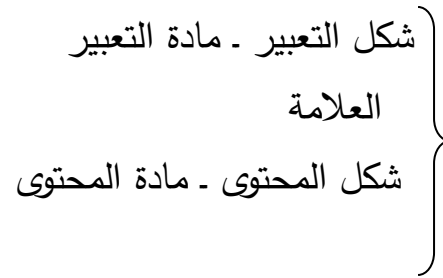 شكل التعبير ـ مادة التعبير
العلامة
شكل المحتوى ـ مادة المحتوى